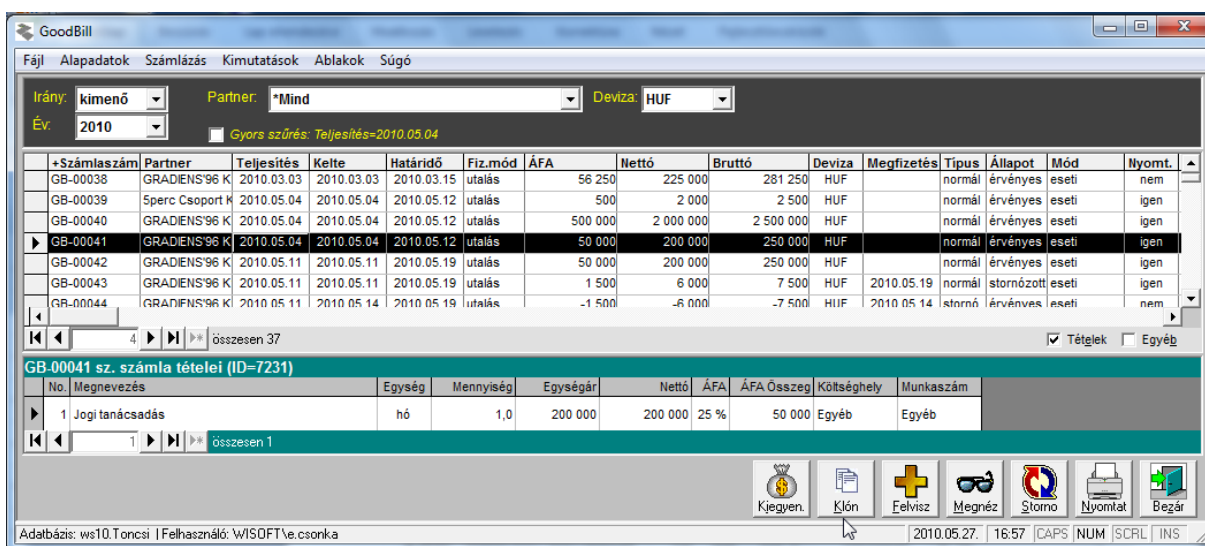 GoodBill
Fájl Alapadatok Számlázás Kimutatások Ablakok Súgó
Irány: kimenő Partner: *Mind Deviza: HUF
Év: 2010 Gyors szűrés: Teljesítés=2010.05.04
+Számlaszám Partner Teljesítés Kelte Határidő Fiz.mód ÁFA Nettó Bruttó Deviza Megfizetés Típus Állapot Mód Nyomt.
GB-00038 GRADIENS'96 K 2010.03.03 2010.03.03 2010.03.15 utalás 56 250 225 000 281 250 HUF normál érvényes eseti nem
GB-00039 5perc Csoport K 2010.05.04 2010.05.04 2010.05.12 utalás 500 2 000 2 500 HUF normál érvényes eseti igen
GB-00040 GRADIENS'96 K 2010.05.04 2010.05.04 2010.05.12 utalás 500 000 2 000 000 2 500 000 HUF normál érvényes eseti igen
GB-00041 GRADIENS'96 K 2010.05.04 2010.05.04 2010.05.12 utalás 50 000 200 000 250 000 HUF normál érvényes eseti igen
GB-00042 GRADIENS'96 K 2010.05.11 2010.05.11 2010.05.19 utalás 50 000 200 000 250 000 HUF normál érvényes eseti igen
GB-00043 GRADIENS'96 K 2010.05.11 2010.05.11 2010.05.19 utalás 1 500 6 000 7 500 HUF 2010.05.19 normál stornózott eseti igen
GB-00044 GRADIENS'96 K 2010.05.11 2010.05.14 2010.05.19 utalás -1 500 -6 000 -7 500 HUF 2010.05.14 stornó érvényes eseti nem
4 összesen 37 Tételek Egyéb
GB-00041 sz. számla tételei (ID=7231)
No. Megnevezés Egység Mennyiség Egységár Nettó ÁFA ÁFA Összeg Költséghely Munkaszám
1 Jogi tanácsadás hó 1,0 200 000 200 000 25 % 50 000 Egyéb Egyéb
1 összesen 1
Kiegyen. Klón Felvisz Megnéz Storno Nyomtat Bezár
Adatbázis: ws10.Toncsi | Felhasználó: WISOFT\e.csonka 2010.05.27. 16:57 CAPS NUM SCRL INS